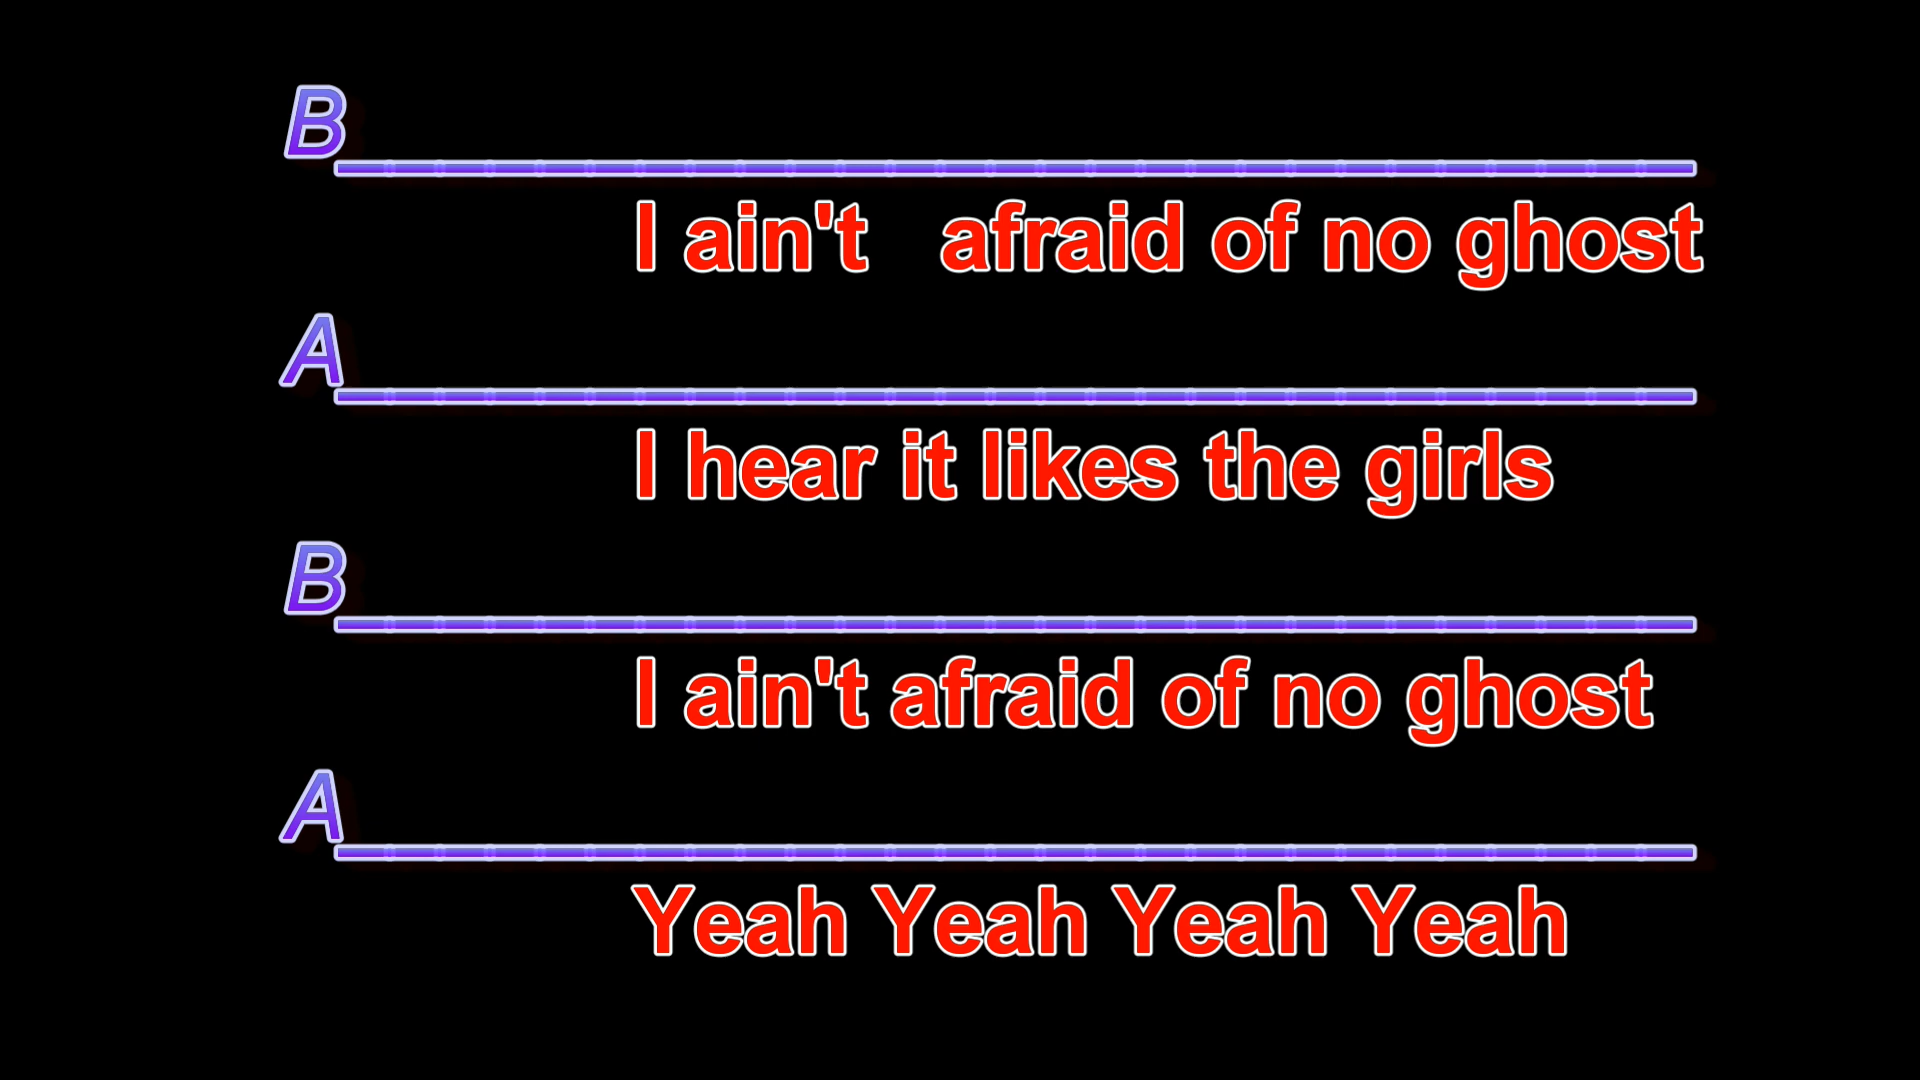 B
I ain't   afraid of no ghost
A
I hear it likes the girls
B
I ain't afraid of no ghost
A
Yeah Yeah Yeah Yeah